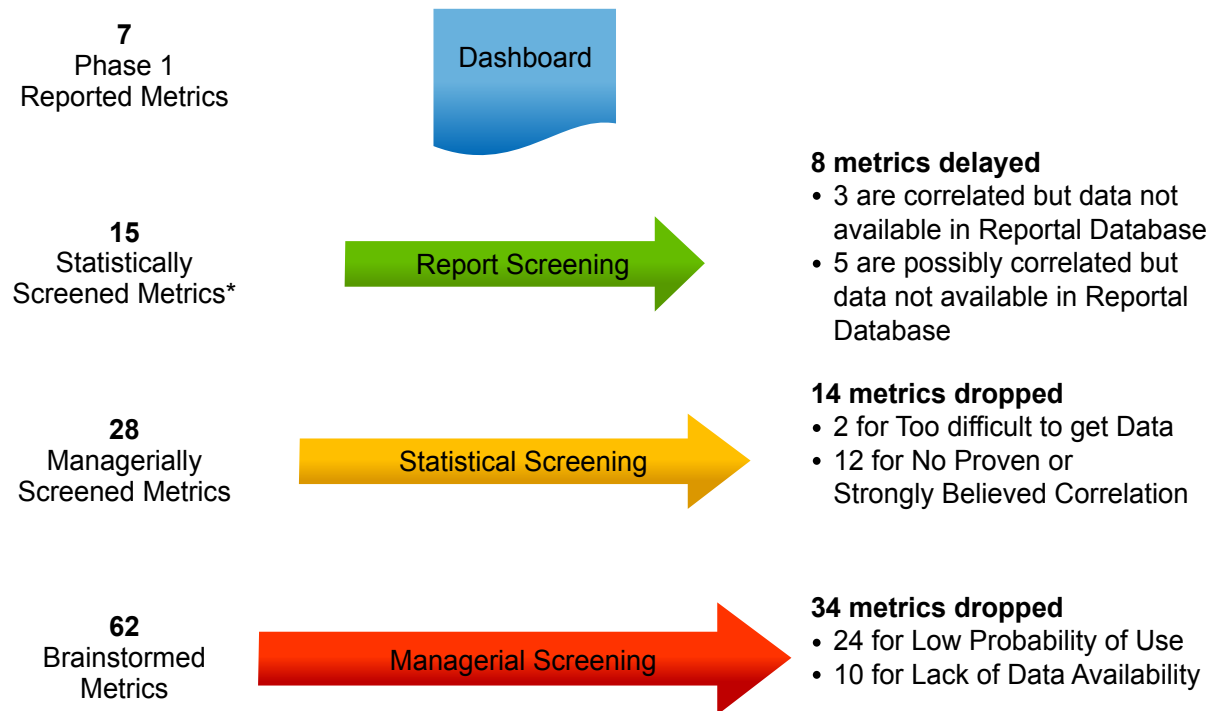 7
Phase 1
Reported Metrics
Dashboard
8 metrics delayed
• 3 are correlated but data not
available in Reportal Database
• 5 are possibly correlated but
data not available in Reportal
Database
15
Statistically
Screened Metrics*
Report Screening
14 metrics dropped
• 2 for Too difficult to get Data
• 12 for No Proven or
Strongly Believed Correlation
28
Managerially
Screened Metrics
Statistical Screening
34 metrics dropped
• 24 for Low Probability of Use
• 10 for Lack of Data Availability
62
Brainstormed
Metrics
Managerial Screening